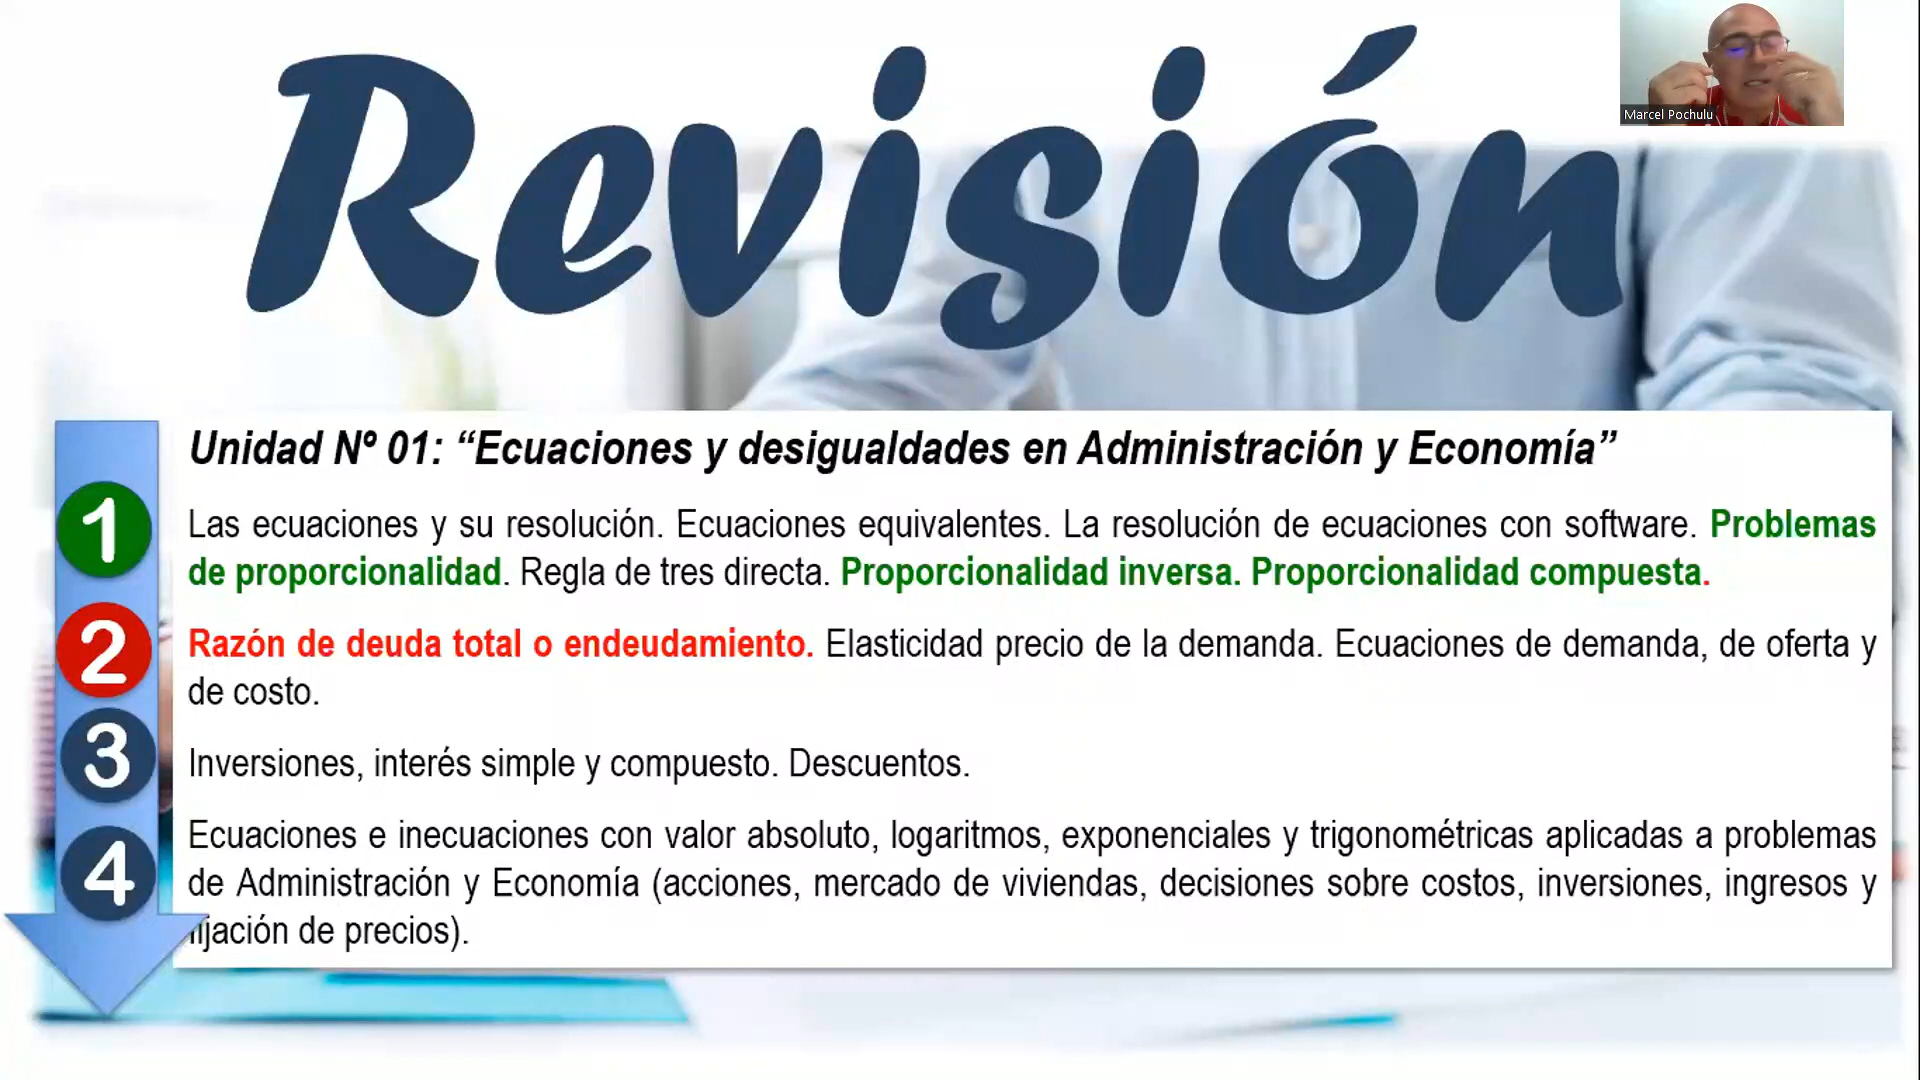 Revisión
Marcel Pochulu
Unidad Nº 01: “Ecuaciones y desigualdades en Administración y Economía”
1
Las ecuaciones y su resolución. Ecuaciones equivalentes. La resolución de ecuaciones con software. Problemas
de proporcionalidad. Regla de tres directa. Proporcionalidad inversa. Proporcionalidad compuesta.
2
Razón de deuda total o endeudamiento. Elasticidad precio de la demanda. Ecuaciones de demanda, de oferta y
de costo.
3
Inversiones, interés simple y compuesto. Descuentos.
4
Ecuaciones e inecuaciones con valor absoluto, logaritmos, exponenciales y trigonométricas aplicadas a problemas
de Administración y Economía (acciones, mercado de viviendas, decisiones sobre costos, inversiones, ingresos y
fijación de precios).